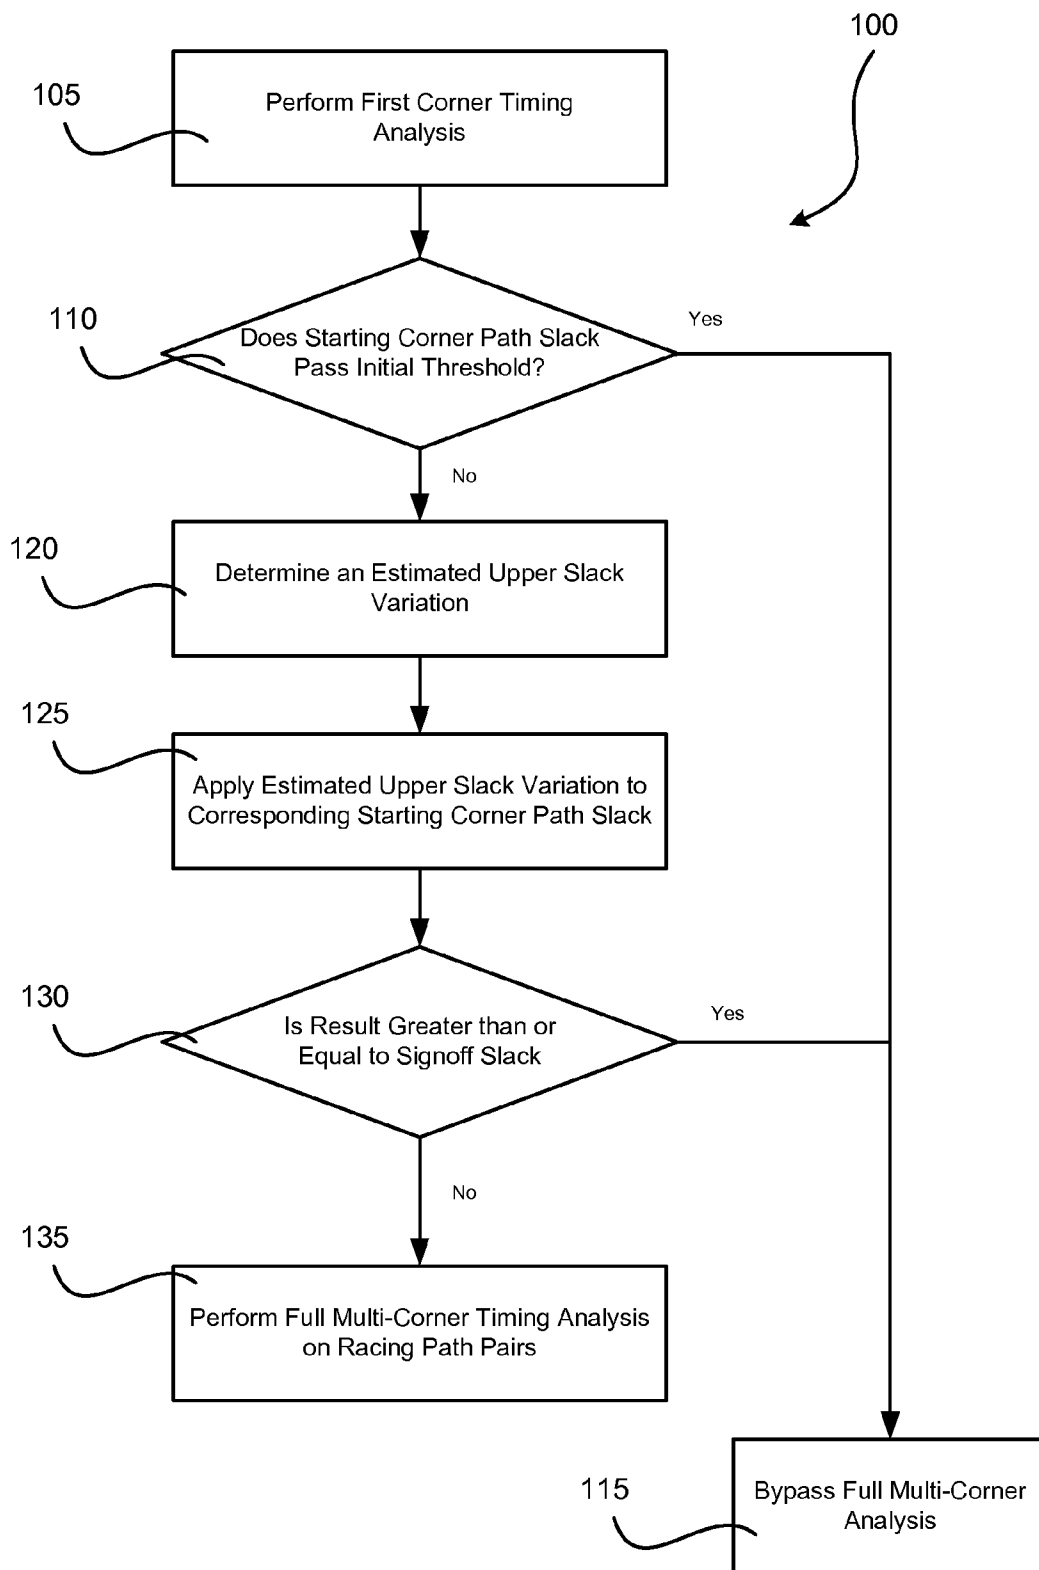 100
105
Perform First Corner Timing
Analysis
110
Does Starting Corner Path Slack
Pass Initial Threshold?
Yes
No
120
Determine an Estimated Upper Slack
Variation
125
Apply Estimated Upper Slack Variation to
Corresponding Starting Corner Path Slack
130
Is Result Greater than or
Equal to Signoff Slack
Yes
No
135
Perform Full Multi-Corner Timing Analysis
on Racing Path Pairs
115
Bypass Full Multi-Corner
Analysis